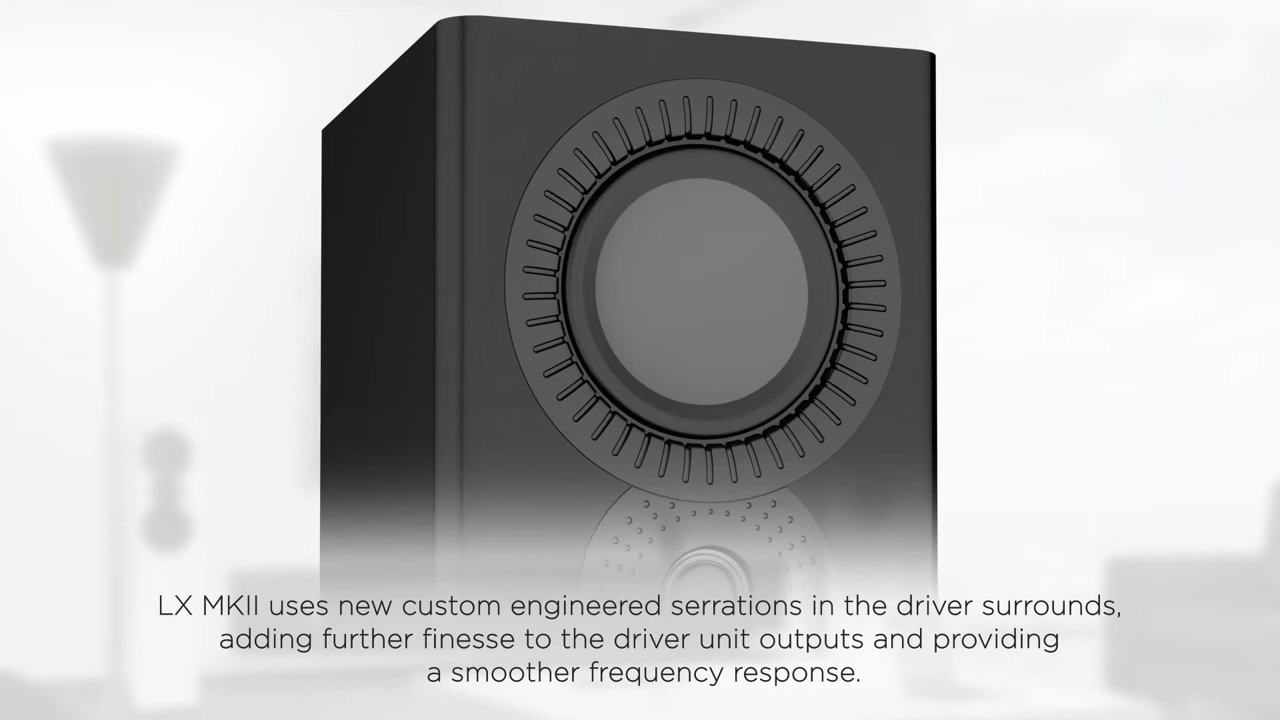 LX MKII uses new custom engineered serrations in the driver surrounds,
adding further finesse to the driver unit outputs and providing
a smoother frequency response.